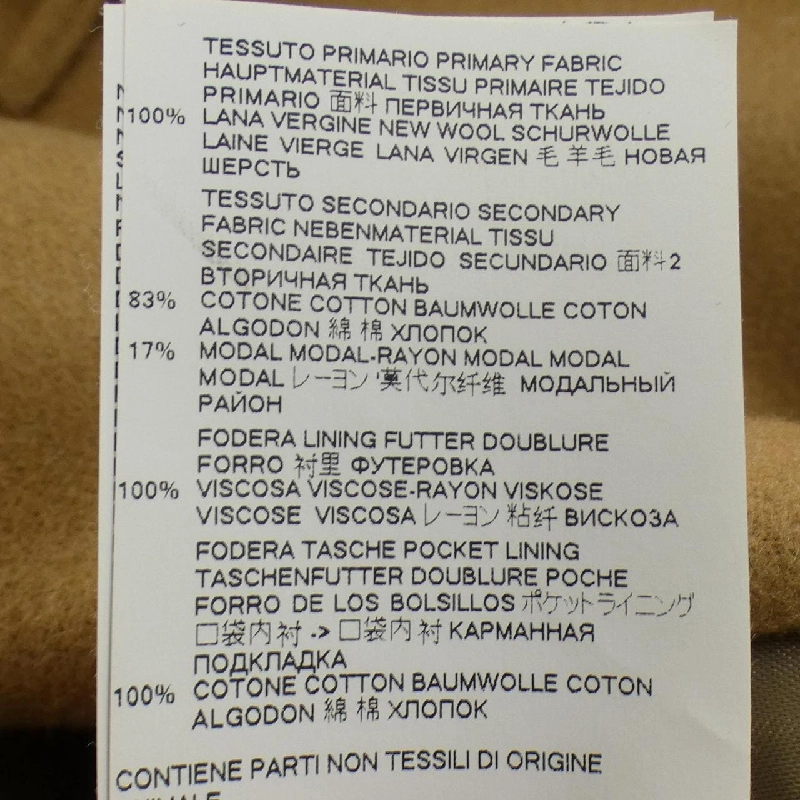 TESSUTO PRIMARIO PRIMARY FABRIC
HAUPTMATERIAL TISSU PRIMAIRE TEJIDO
PRIMARIO 面料 ПЕРВИЧНАЯ ТКАНЬ
100% LANA VERGINE NEW WOOL SCHURWOLLE
LAINE VIERGE LANA VIRGEN 毛 羊毛 НОВАЯ
ШЕРСТЬ
TESSUTO SECONDARIO SECONDARY
FABRIC NEBENMATERIAL TISSU
SECONDAIRE TEJIDO SECUNDARIO 面料2
ВТОРИЧНАЯ ТКАНЬ
83% COTONE COTTON BAUMWOLLE COTON
ALGODON 綿 棉 ХЛОПОК
17% MODAL MODAL-RAYON MODAL MODAL
MODAL レーヨン 莫代尔纤维 МОДАЛЬНЫЙ
РАЙОН
FODERA LINING FUTTER DOUBLURE
FORRO 衬里 ФУТЕРОВКА
100% VISCOSA VISCOSE-RAYON VISKOSE
VISCOSE VISCOSA レーヨン 粘纤 ВИСКОЗА
FODERA TASCHE POCKET LINING
TASCHENFUTTER DOUBLURE POCHE
FORRO DE LOS BOLSILLOS ポケットライニング
口袋内衬 -> 口袋内衬 КАРМАННАЯ
ПОДКЛАДКА
100% COTONE COTTON BAUMWOLLE COTON
ALGODON 綿 棉 ХЛОПОК
CONTIENE PARTI NON TESSILI DI ORIGINE